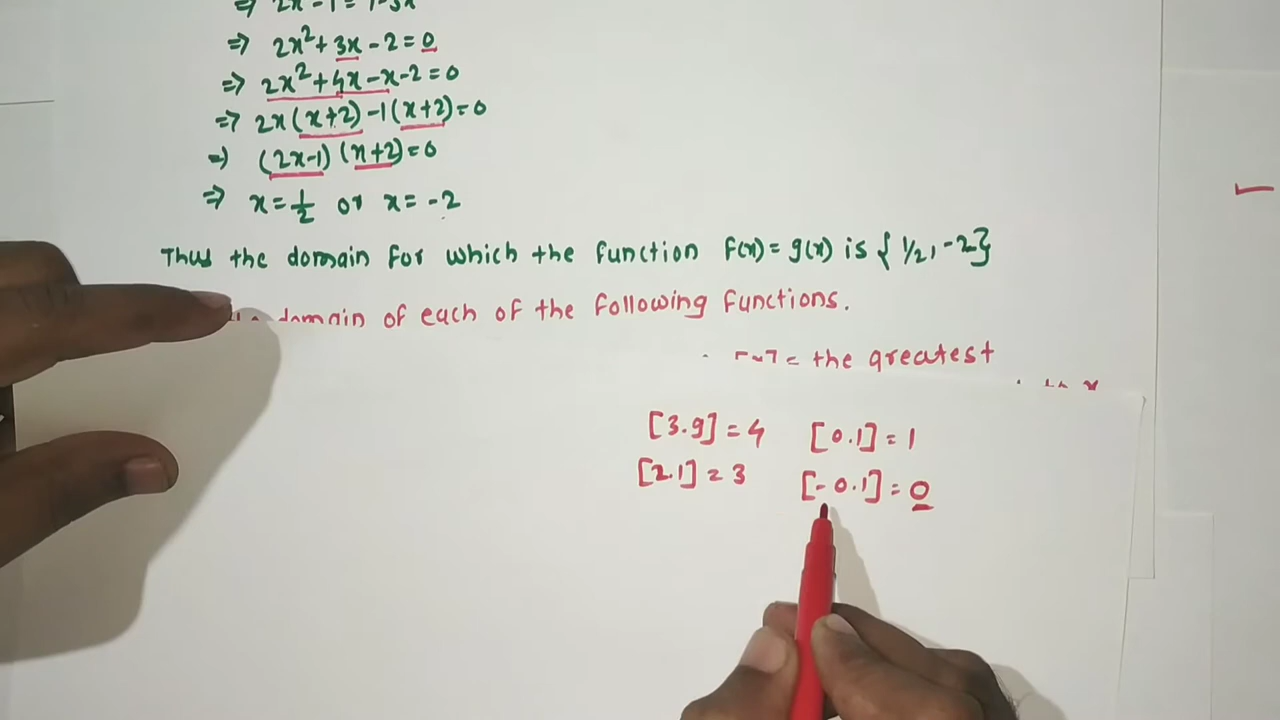 ⇒ 2x²+3x-2=0
⇒ 2x²+4x-x-2=0
⇒ 2x(x+2)-1(x+2)=0
⇒ (2x-1)(x+2)=0
⇒ x=1/2 or x=-2
Thus the domain for which the function f(x)=g(x) is {1/2,-2}
domain of each of the following functions.
= the greatest
[3.9]=4 [0.1]=1
[2.1]=3 [-0.1]=0